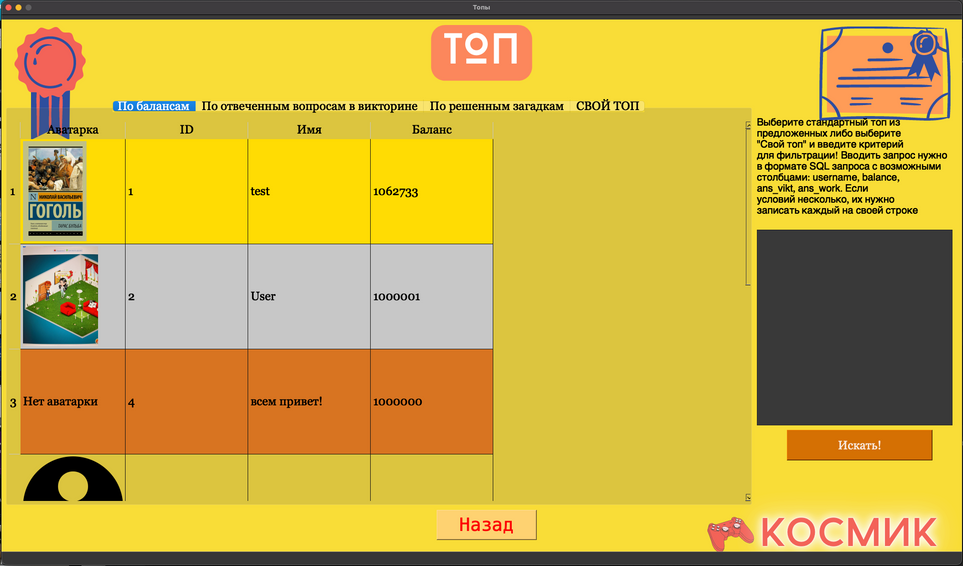 Топы
ТОП
По балансам По отвеченным вопросам в викторине По решенным загадкам СВОЙ ТОП
Аватарка ID Имя Баланс
1 1 test 1062733
НИКОЛАЙ ВАСИЛЬЕВИЧ
ГОГОЛЬ
2 2 User 1000001
3 Нет аватарки 4 всем привет! 1000000
Выберите стандартный топ из
предложенных либо выберите
"Свой топ" и введите критерий
для фильтрации! Вводить запрос нужно
в формате SQL запроса с возможными
столбцами: username, balance,
ans_vikt, ans_work. Если
условий несколько, их нужно
записать каждый на своей строке
Искать!
Назад
КОСМИК